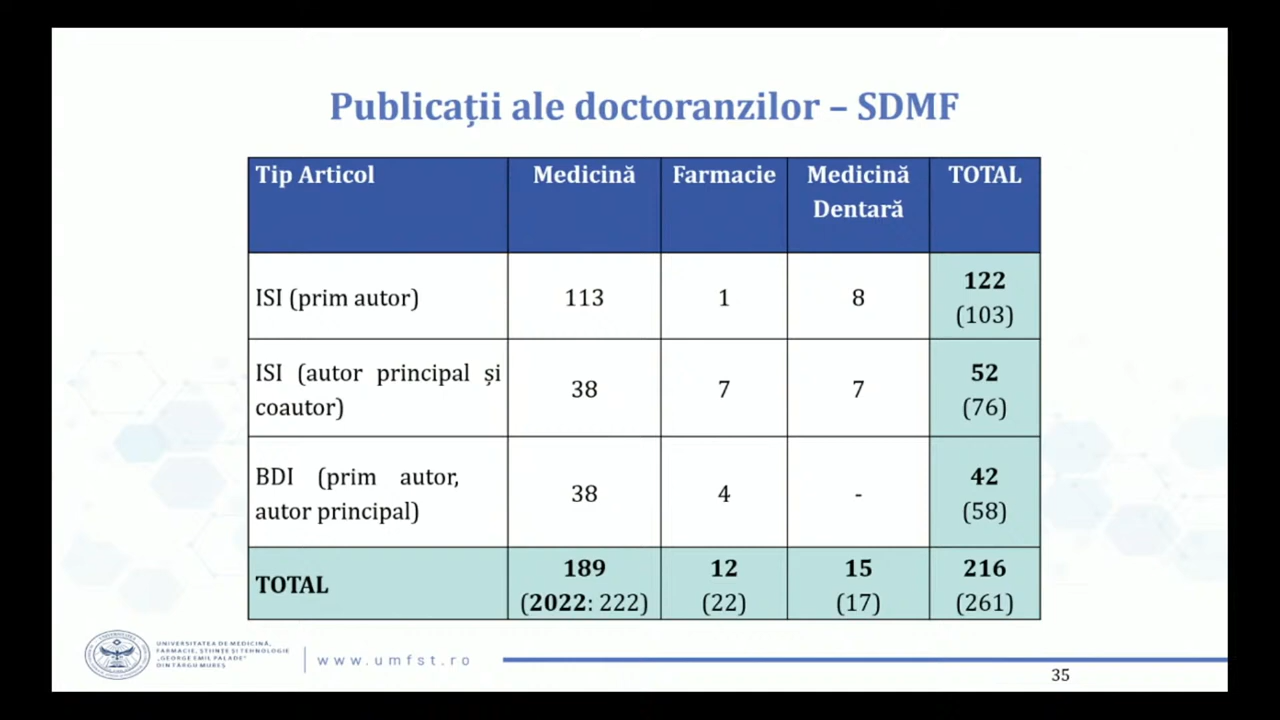 Publicații ale doctoranzilor – SDMF
Tip Articol Medicină Farmacie Medicină Dentară TOTAL
ISI (prim autor) 113 1 8 122
(103)
ISI (autor principal și
coautor) 38 7 7 52
(76)
BDI (prim autor,
autor principal) 38 4 - 42
(58)
TOTAL 189 12 15 216
(2022: 222) (22) (17) (261)
UNIVERSITATEA DE MEDICINĂ,
FARMACIE, ȘTIINȚE ȘI TEHNOLOGIE
„GEORGE EMIL PALADE”
DIN TÂRGU MUREȘ
www.umfst.ro
35